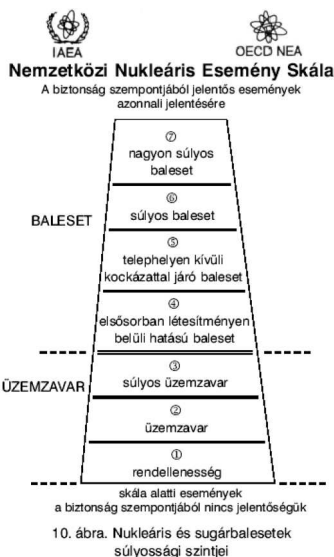 IAEA OECD NEA
Nemzetközi Nukleáris Esemény Skála
A biztonság szempontjából jelentős események
azonnali jelentésére
⑦
nagyon súlyos
baleset
⑥
súlyos baleset
BALESET
⑤
telephelyen kívüli
kockázattal járó baleset
④
elsősorban létesítményen
belüli hatású baleset
③
súlyos üzemzavar
ÜZEMZAVAR
②
üzemzavar
①
rendellenesség
skála alatti események
a biztonság szempontjából nincs jelentőségük
10. ábra. Nukleáris és sugárbalesetek
súlyossági szintjei